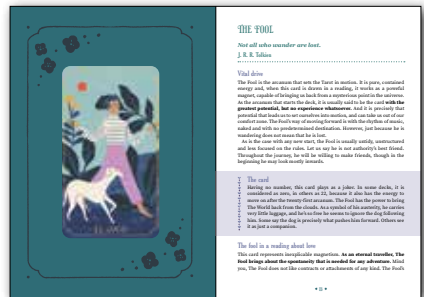 THE FOOL
Not all who wander are lost.
J. R. R. Tolkien
Vital drive
The Fool is the arcanum that sets the Tarot in motion. It is pure, contained
energy and, when this card is drawn in a reading, it works as a powerful
magnet, capable of bringing us back from a mysterious point in the universe.
As the arcanum that starts the deck, it is usually said to be the card with the
greatest potential, but no experience whatsoever. And it is precisely that
potential that leads us to set ourselves into motion, and can take us out of our
comfort zone. The Fool's way of moving forward is with the rhythm of music,
naked and with no predetermined destination. However, just because he is
wandering does not mean that he is lost.
As is the case with any new start, the Fool is usually untidy, unstructured
and less focused on the rules. Let us say he is not authority's best friend.
Throughout the journey, he will be willing to make friends, though in the
beginning he may look mostly inwards.
The card
Having no number, this card plays as a joker. In some decks, it is
considered as zero, in others as 22, because it also has the energy to
move on after the twenty-first arcanum. The Fool has the power to bring
The World back from the clouds. As a sign of his austerity, he carries
very little luggage, and he's so free he seems to ignore the dog following
him. Some say the dog is precisely what pushes him forward. Others see
it as just a companion.
The fool in a reading about love
This card represents inexplicable magnetism. As an eternal traveller, The
Fool brings about the spontaneity that is needed for any adventure. Mind
you, The Fool does not like contracts or attachments of any kind. The Fool's